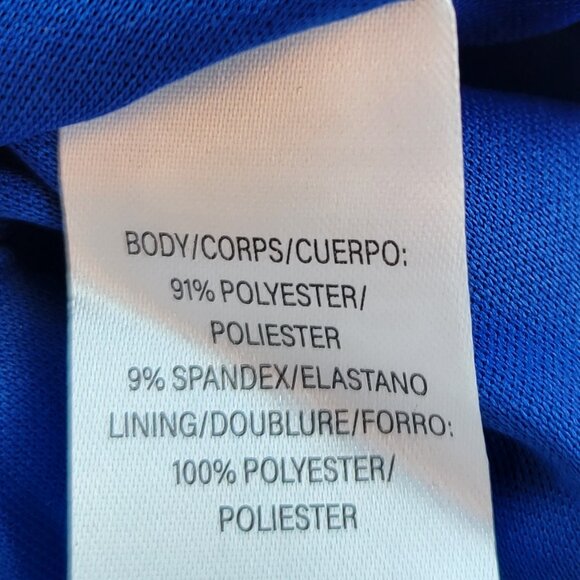 BODY/CORPS/CUERPO:
91% POLYESTER/
POLIESTER
9% SPANDEX/ELASTANO
LINING/DOUBLURE/FORRO:
100% POLYESTER/
POLIESTER